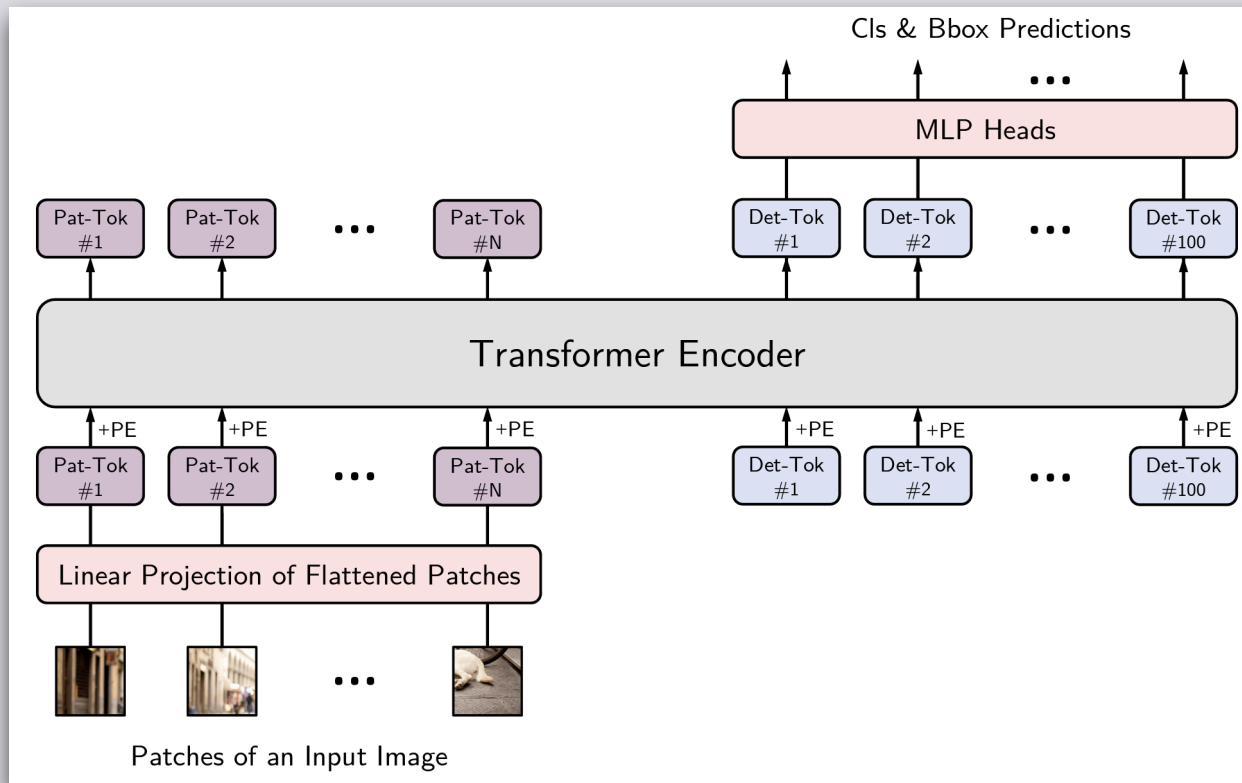 Cls & Bbox Predictions
...
MLP Heads
Pat-Tok #1
Pat-Tok #2
...
Pat-Tok #N
Det-Tok #1
Det-Tok #2
...
Det-Tok #100
Transformer Encoder
+PE
+PE
+PE
+PE
+PE
+PE
Pat-Tok #1
Pat-Tok #2
...
Pat-Tok #N
Det-Tok #1
Det-Tok #2
...
Det-Tok #100
Linear Projection of Flattened Patches
...
Patches of an Input Image